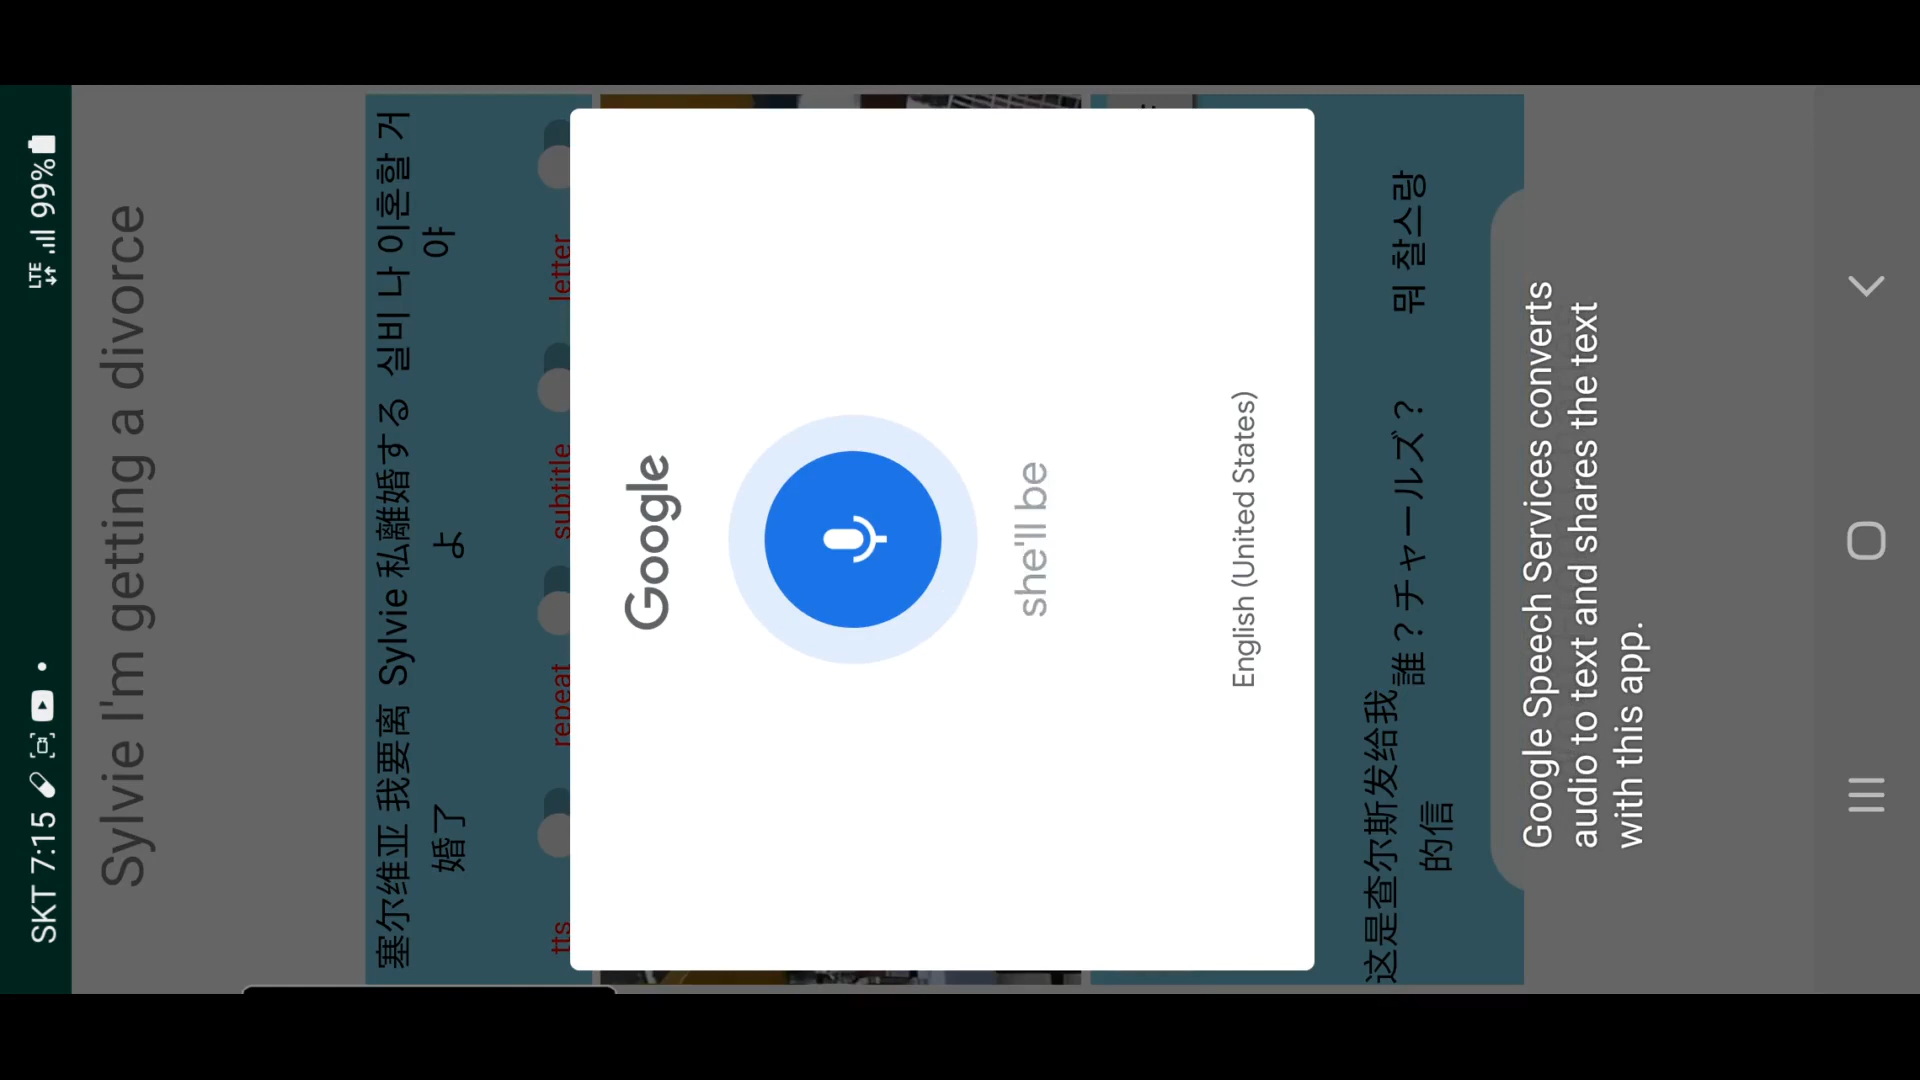 SKT 7:15
LTE
99%
Sylvie I'm getting a divorce
塞尔维亚 我要离
婚了
Sylvie 私離婚する
よ
실비 나 이혼할 거
야
tts
repeat
subtitle
letter
Google
she'll be
English (United States)
这是查尔斯发给我
的信
誰？チャールズ？
뭐 찰스랑
Google Speech Services converts
audio to text and shares the text
with this app.